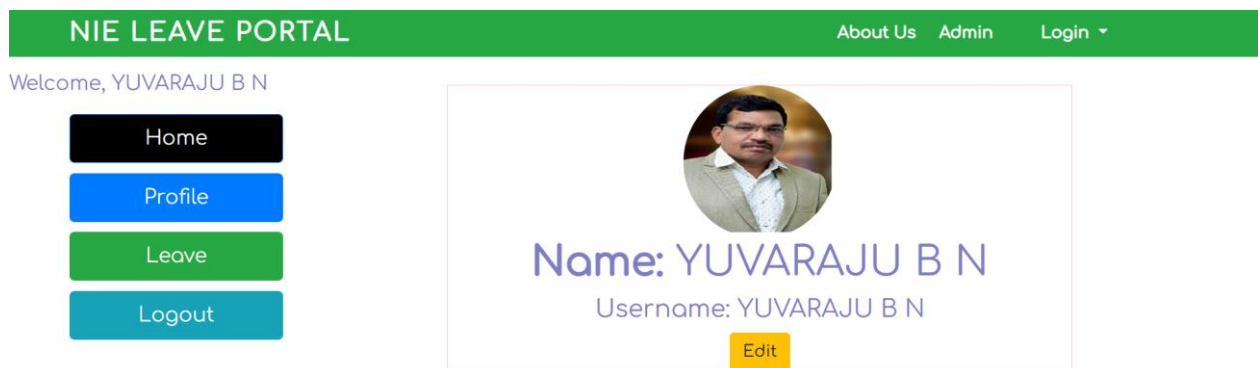 NIE LEAVE PORTAL About Us Admin Login
Welcome, YUVARAJU B N
Home
Profile
Leave
Logout
Name: YUVARAJU B N
Username: YUVARAJU B N
Edit